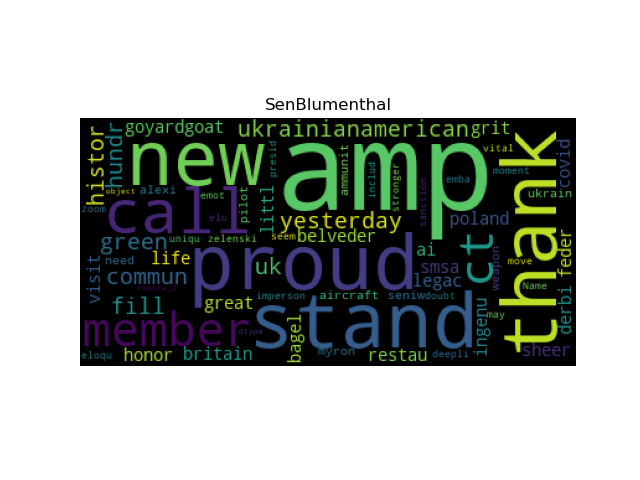 SenBlumenthal
goyardgoat ukrainianamerican grit
histor hundr new amp thank covid
presid ammunit includ stronger vital
object alexi emot pilot littl sanction emba moment ukrain
zoom call elo yesterday poland
green uniqu zelenski seem belveder ai ct move feder
visit need life uk proud smsa weapon Name derbi
commun legac
fill great imperson aircraft seniwdoubt may
member dtype stand ingenu
bagel
eloqu honor britain myron restau deepli sheer